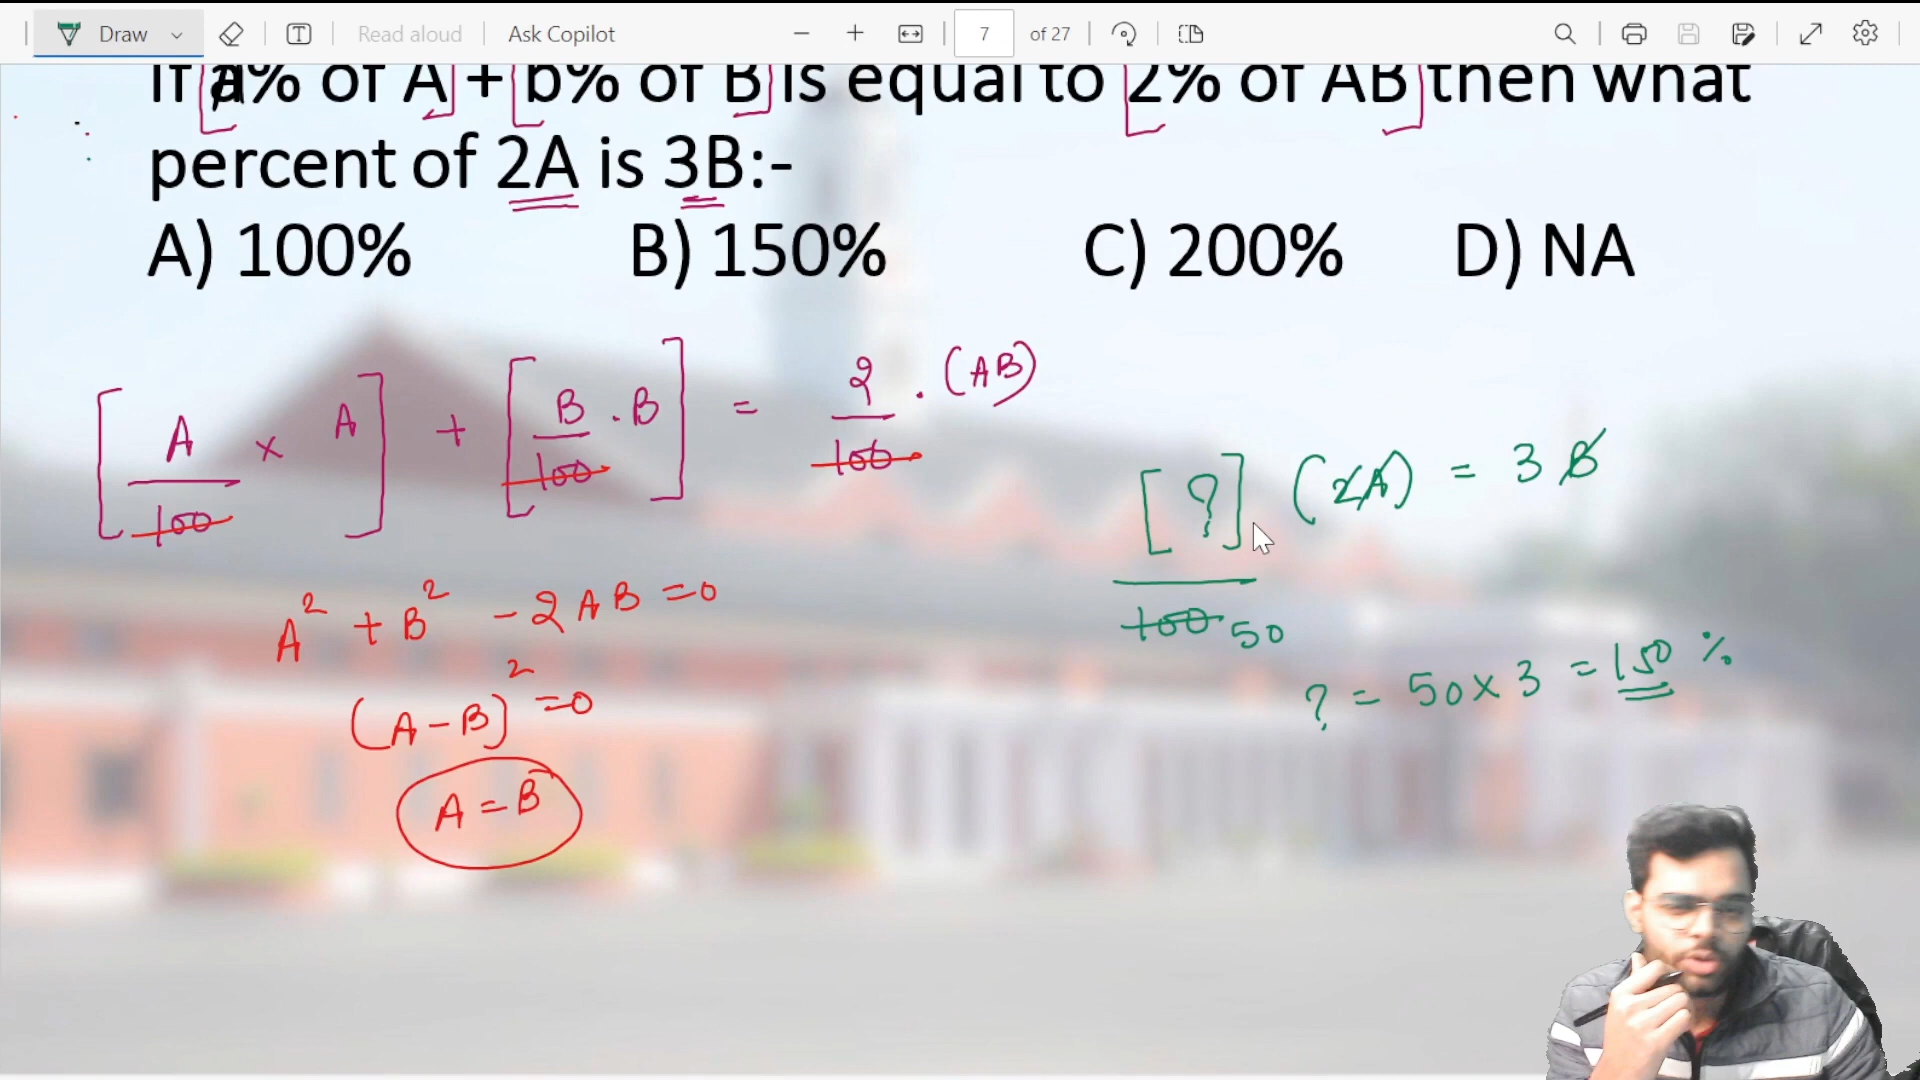 Draw Read aloud Ask Copilot 7 of 27
If A% of A + b% of B is equal to 2% of AB then what
percent of 2A is 3B:-
A) 100% B) 150% C) 200% D) NA
[A/100 × A] + [B/100 . B] = 2/100 . (AB)
A² + B² - 2AB = 0
(A - B)² = 0
A = B
[?]/100 (2A) = 3B
50
? = 50 × 3 = 150 %